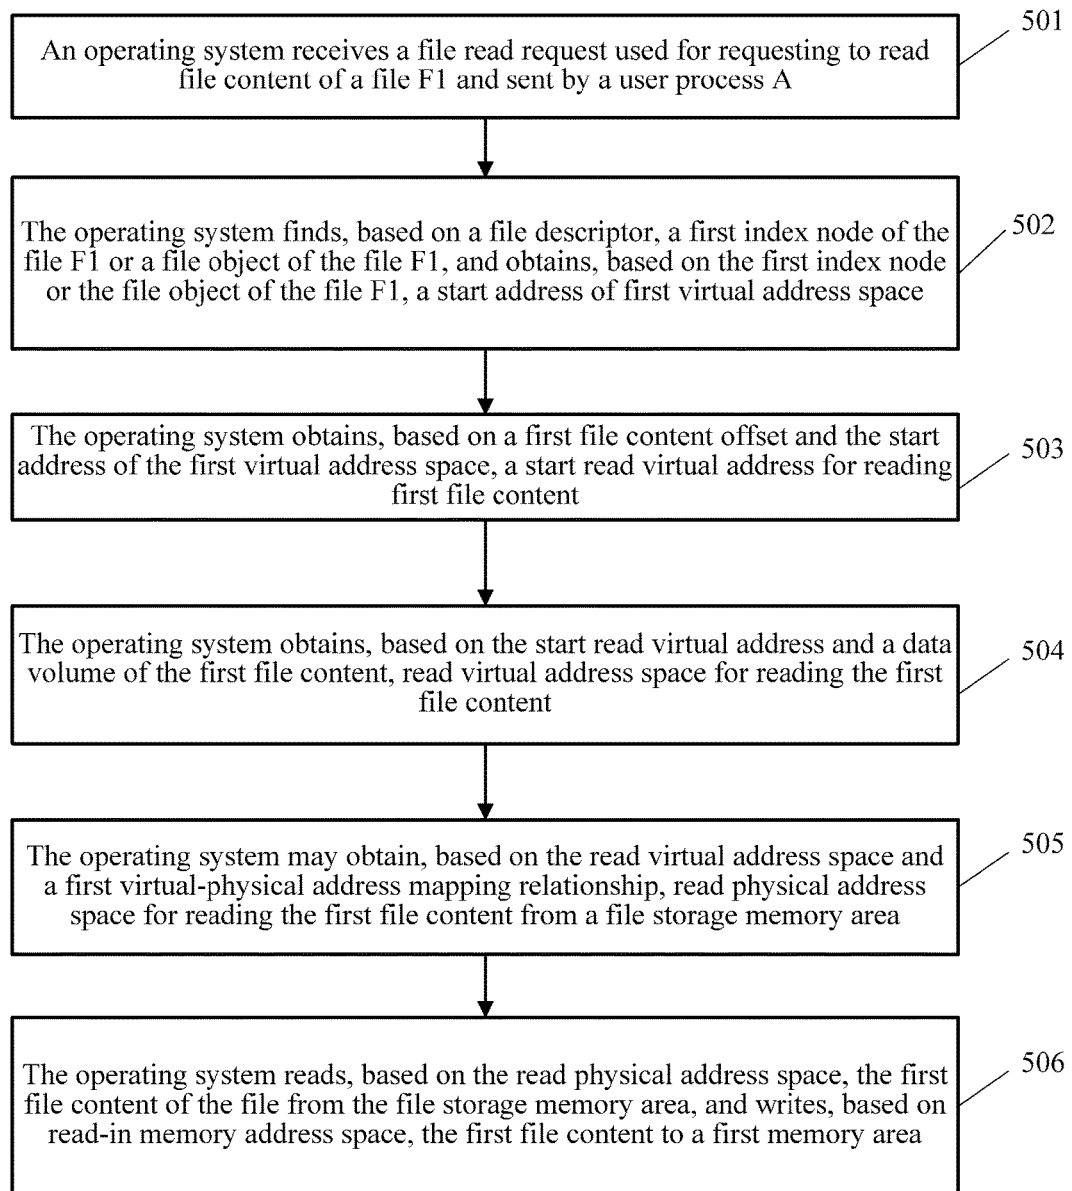 501
An operating system receives a file read request used for requesting to read
file content of a file F1 and sent by a user process A
502
The operating system finds, based on a file descriptor, a first index node of the
file F1 or a file object of the file F1, and obtains, based on the first index node
or the file object of the file F1, a start address of first virtual address space
503
The operating system obtains, based on a first file content offset and the start
address of the first virtual address space, a start read virtual address for reading
first file content
504
The operating system obtains, based on the start read virtual address and a data
volume of the first file content, read virtual address space for reading the first
file content
505
The operating system may obtain, based on the read virtual address space and
a first virtual-physical address mapping relationship, read physical address
space for reading the first file content from a file storage memory area
506
The operating system reads, based on the read physical address space, the first
file content of the file from the file storage memory area, and writes, based on
read-in memory address space, the first file content to a first memory area